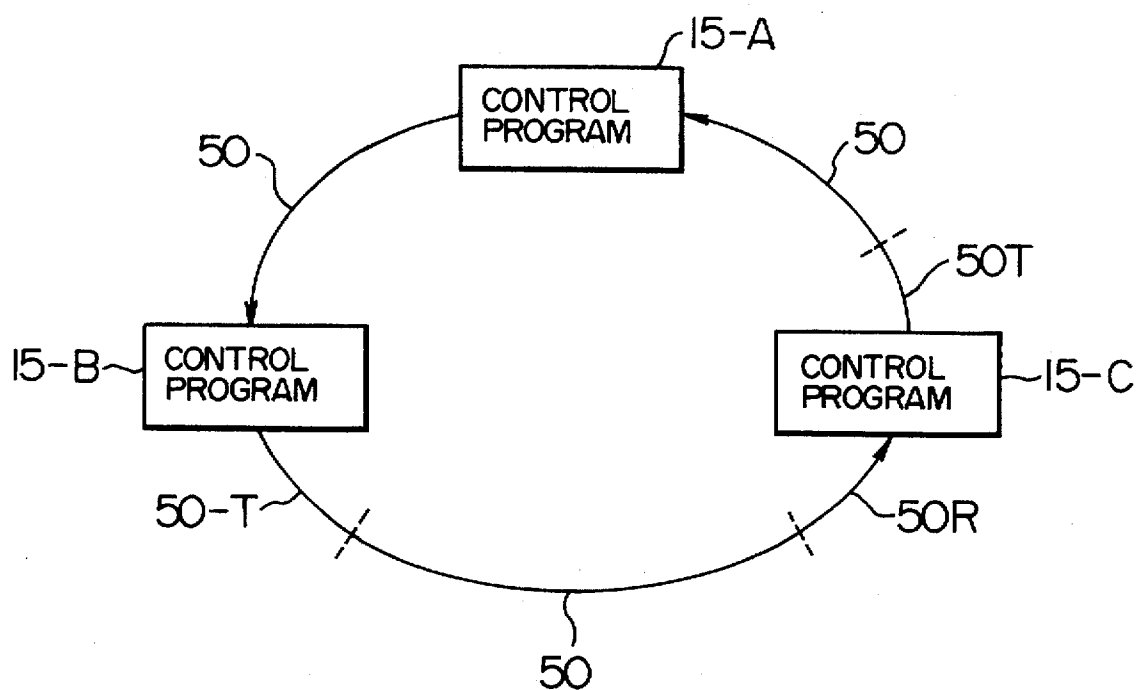 15-A
CONTROL
PROGRAM
50
50
50T
15-B
CONTROL
PROGRAM
CONTROL
PROGRAM
15-C
50-T
50R
50